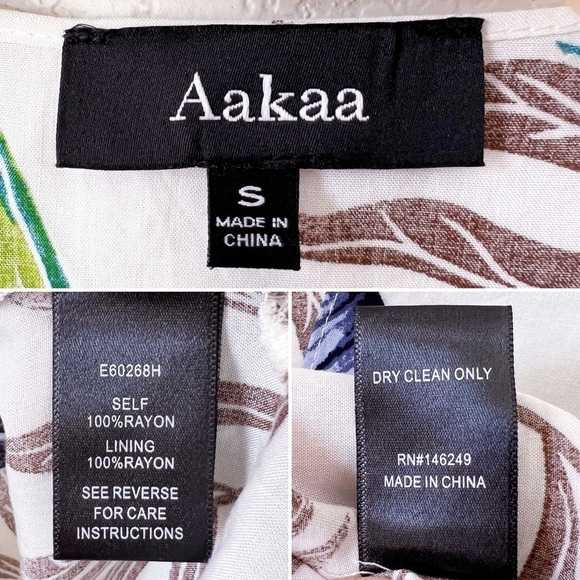 Aakaa
S
MADE IN
CHINA
E60268H
SELF
100%RAYON
LINING
100%RAYON
SEE REVERSE
FOR CARE
INSTRUCTIONS
DRY CLEAN ONLY
RN#146249
MADE IN CHINA